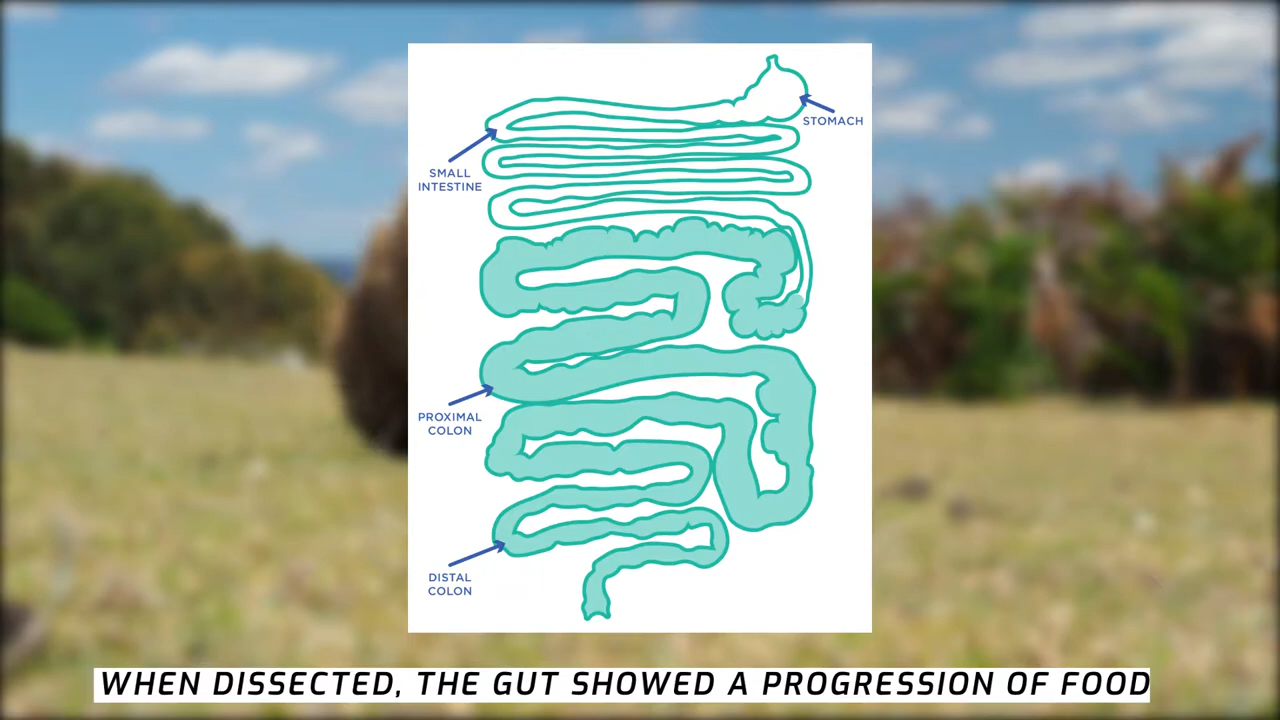 STOMACH
SMALL
INTESTINE
PROXIMAL
COLON
DISTAL
COLON
WHEN DISSECTED, THE GUT SHOWED A PROGRESSION OF FOOD